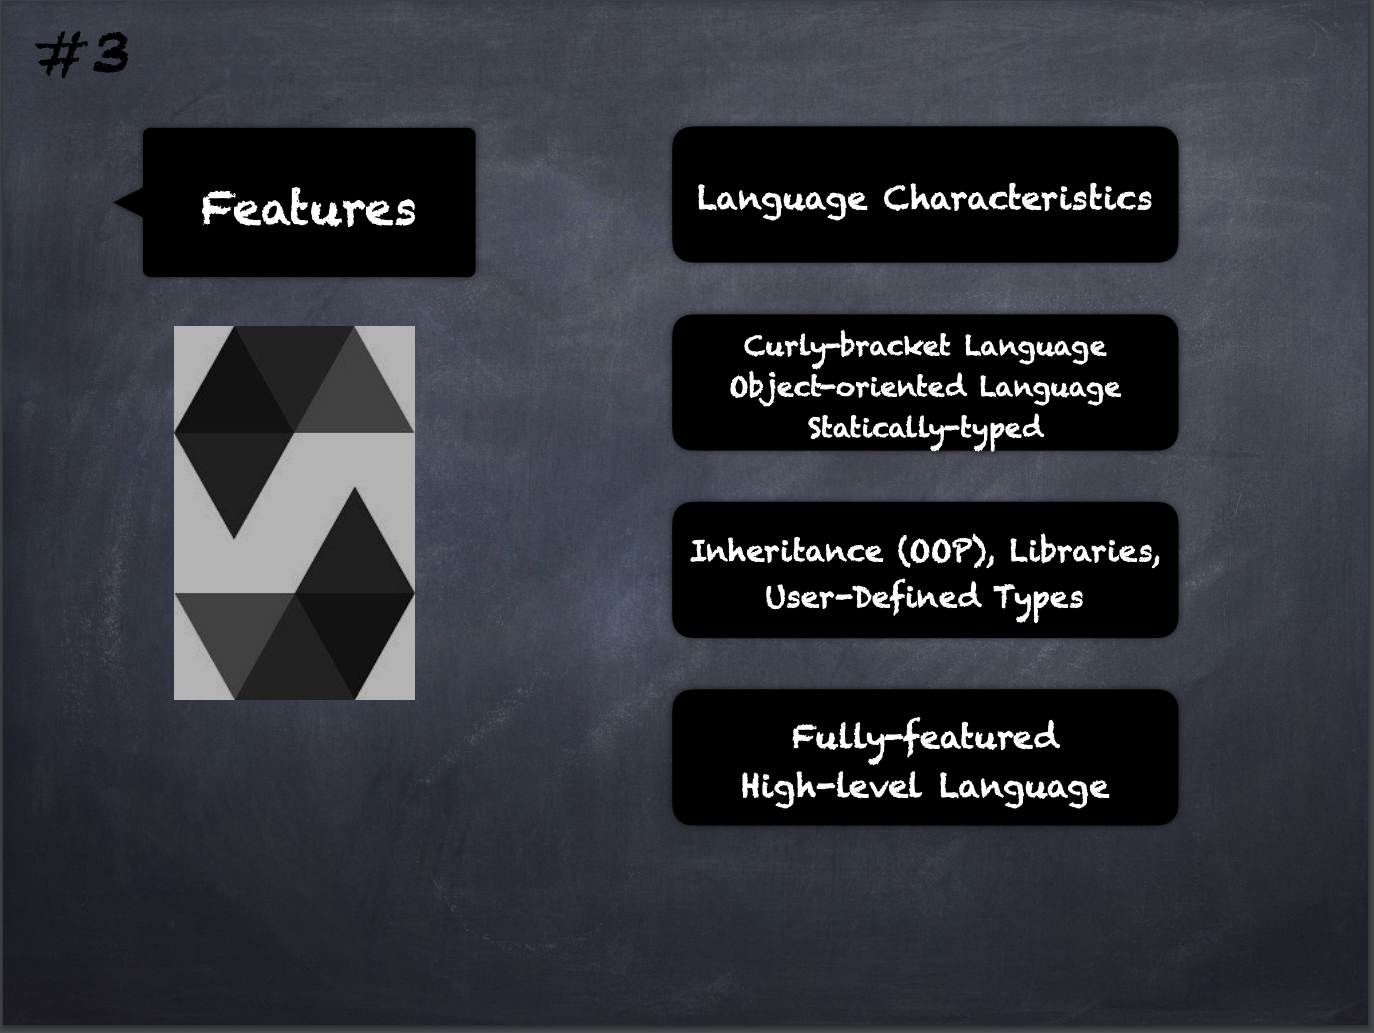 #3
Features
Language Characteristics
Curly-bracket Language
Object-oriented Language
Statically-typed
Inheritance (OOP), Libraries,
User-Defined Types
Fully-featured
High-level Language